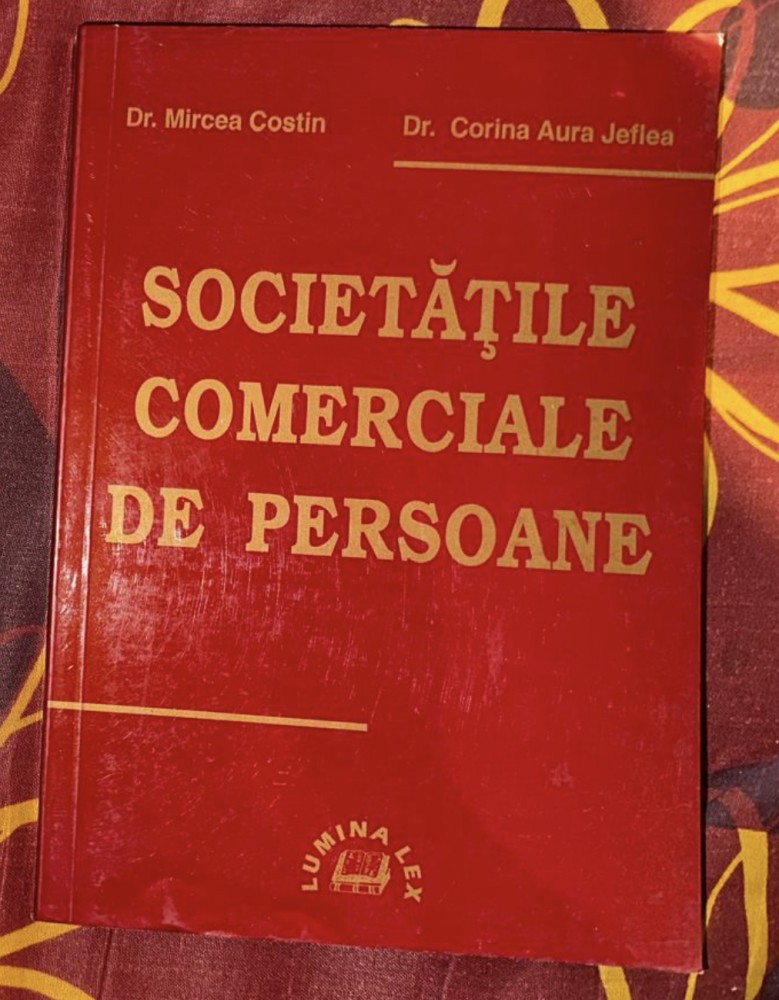 Dr. Mircea Costin Dr. Corina Aura Jeflea
SOCIETĂŢILE
COMERCIALE
DE PERSOANE
LUMINA LEX